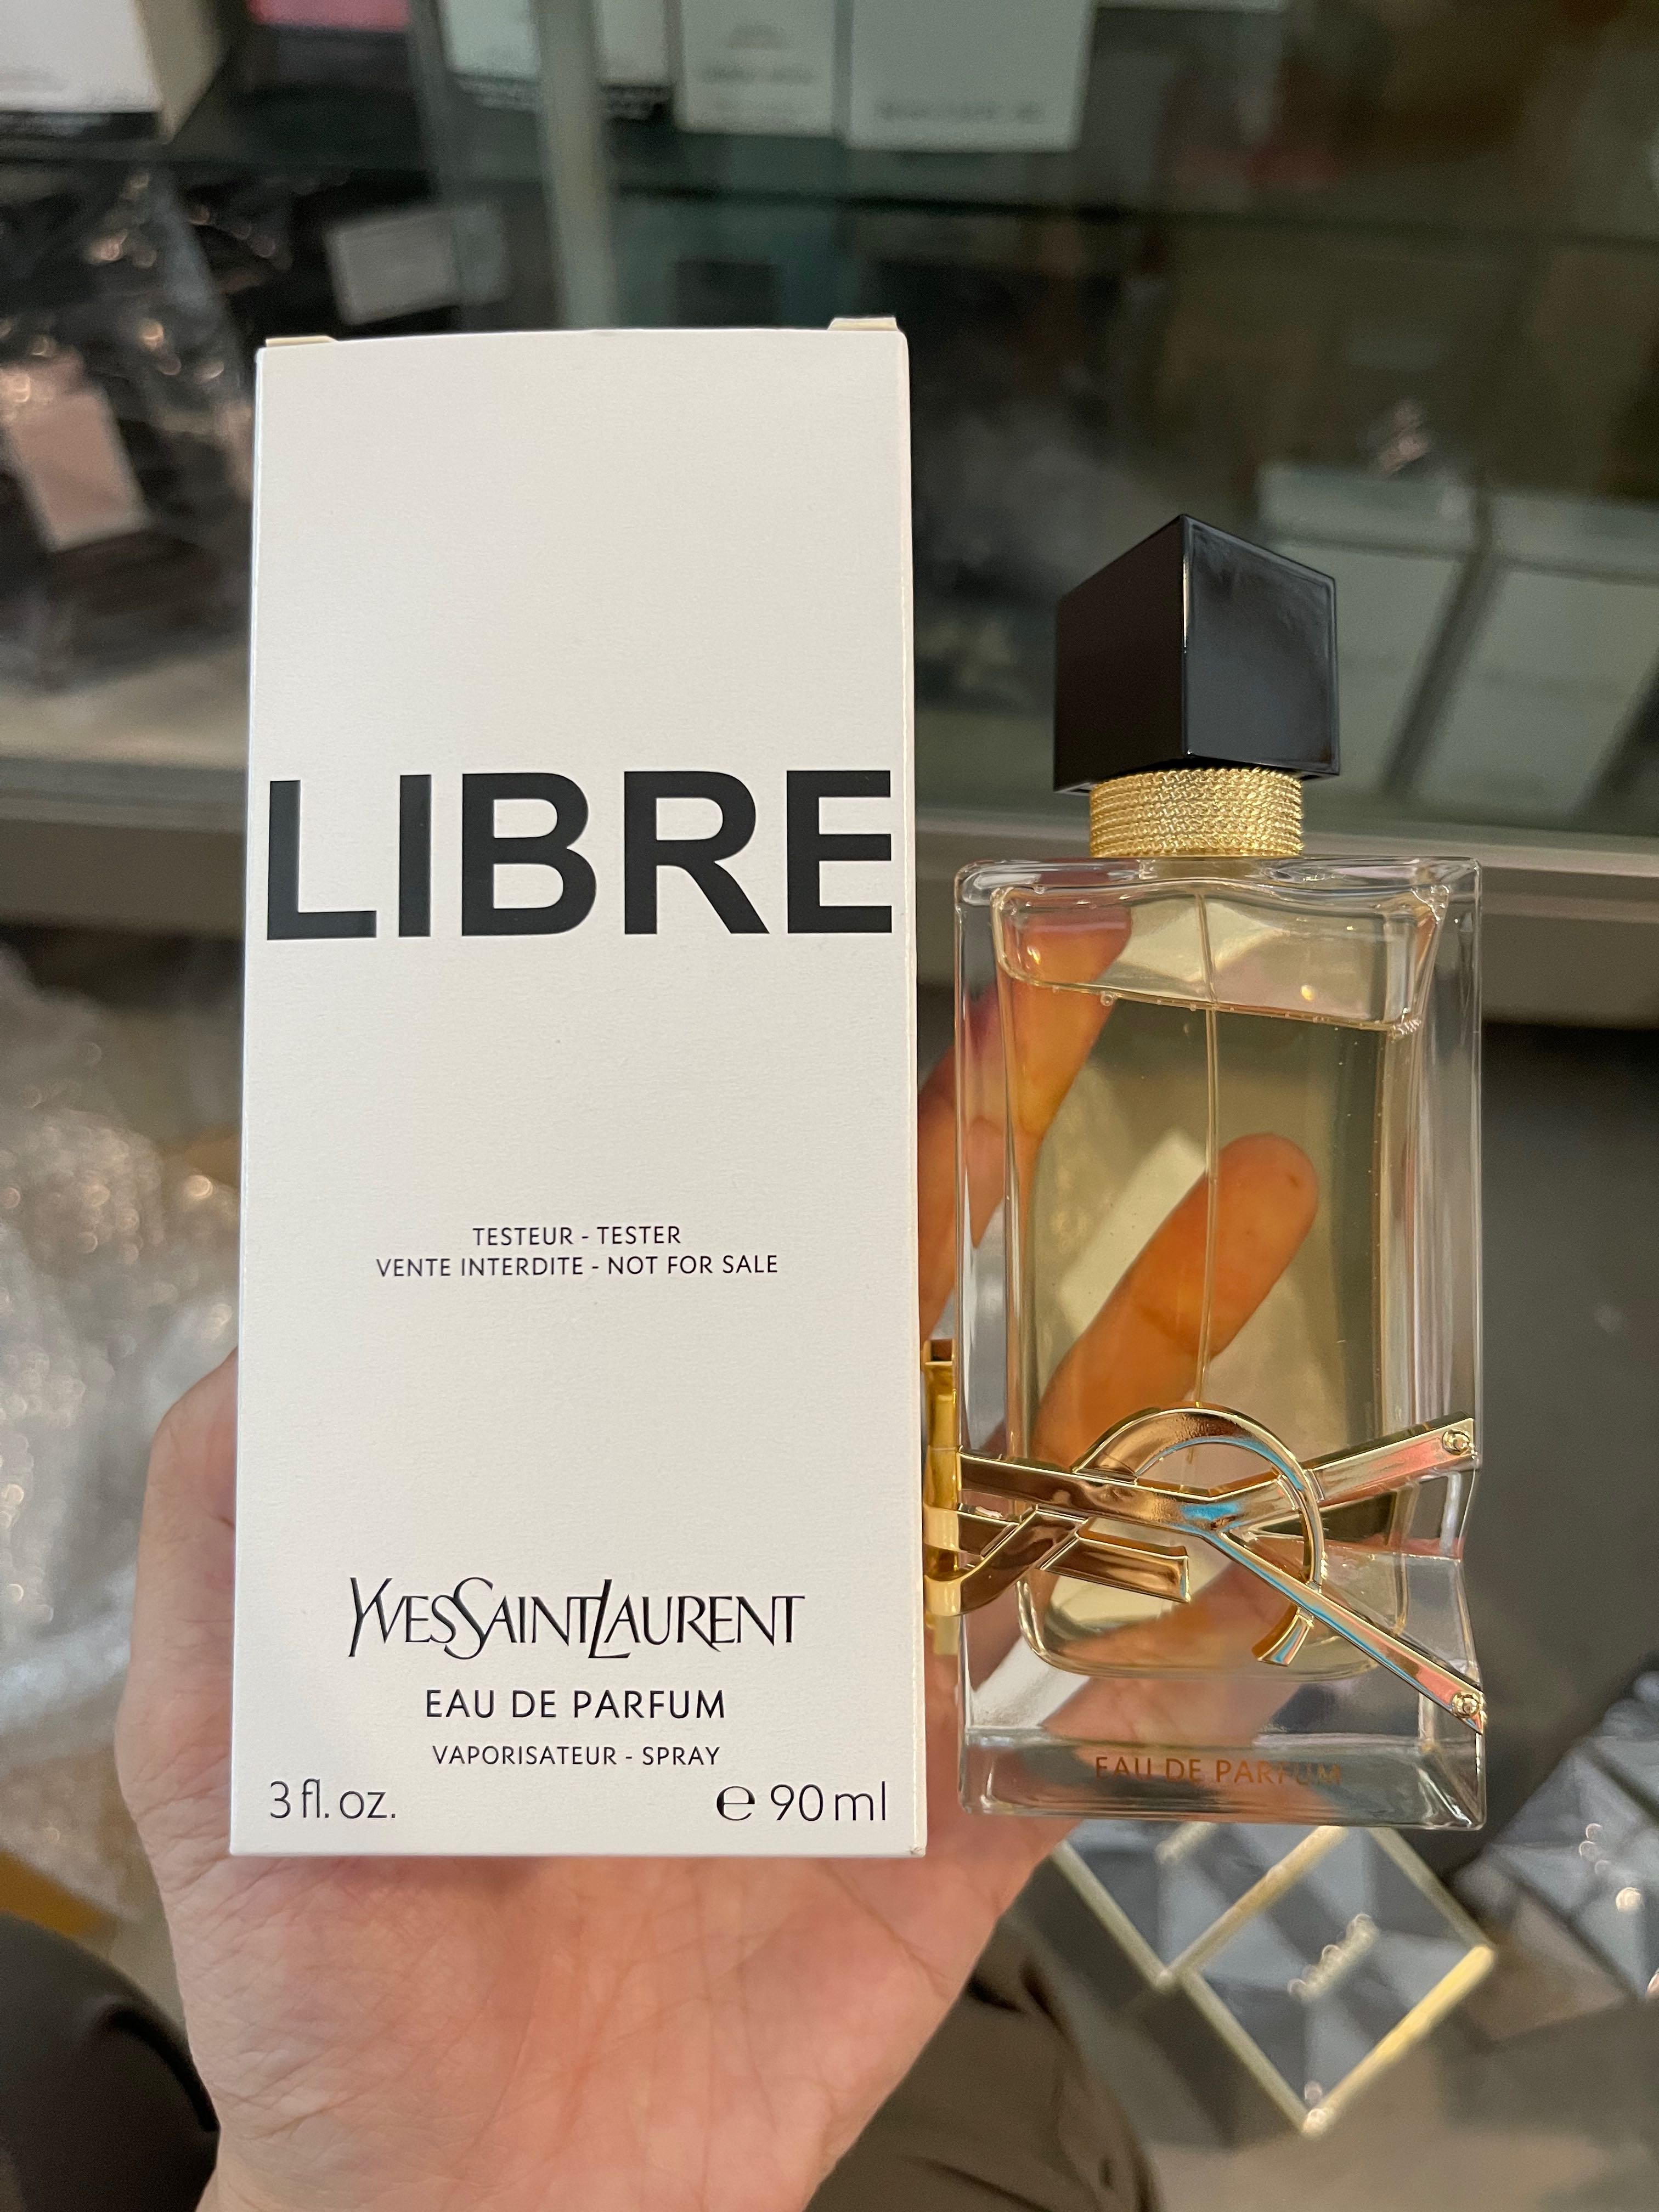 LIBRE
TESTEUR - TESTER
VENTE INTERDITE - NOT FOR SALE
YVESSAINTLAURENT
EAU DE PARFUM
VAPORISATEUR - SPRAY
3 fl. oz. ℮ 90 ml
EAU DE PARFUM